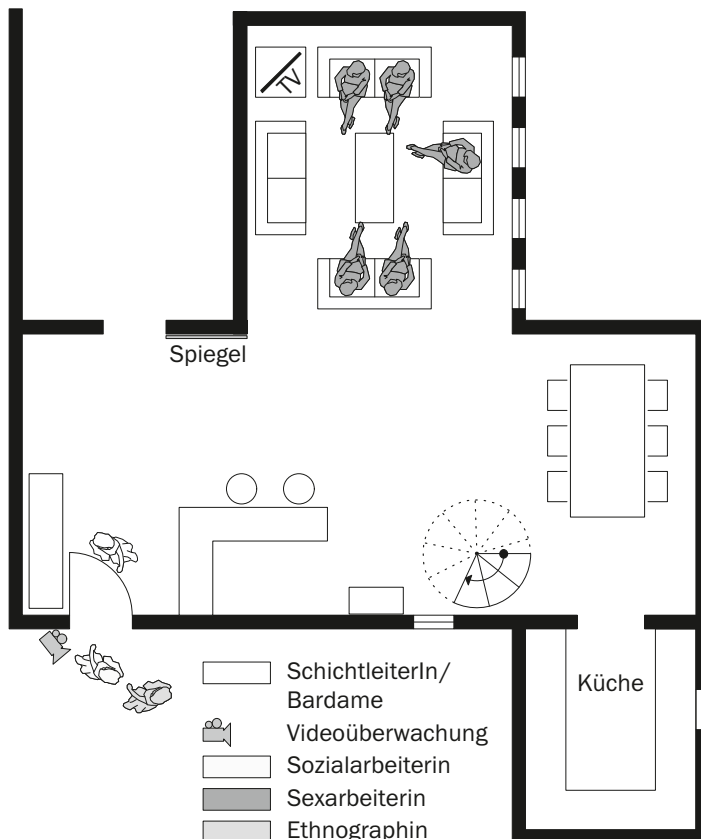 TV
Spiegel
Küche
SchichtleiterIn/
Bardame
Videoüberwachung
Sozialarbeiterin
Sexarbeiterin
Ethnographin